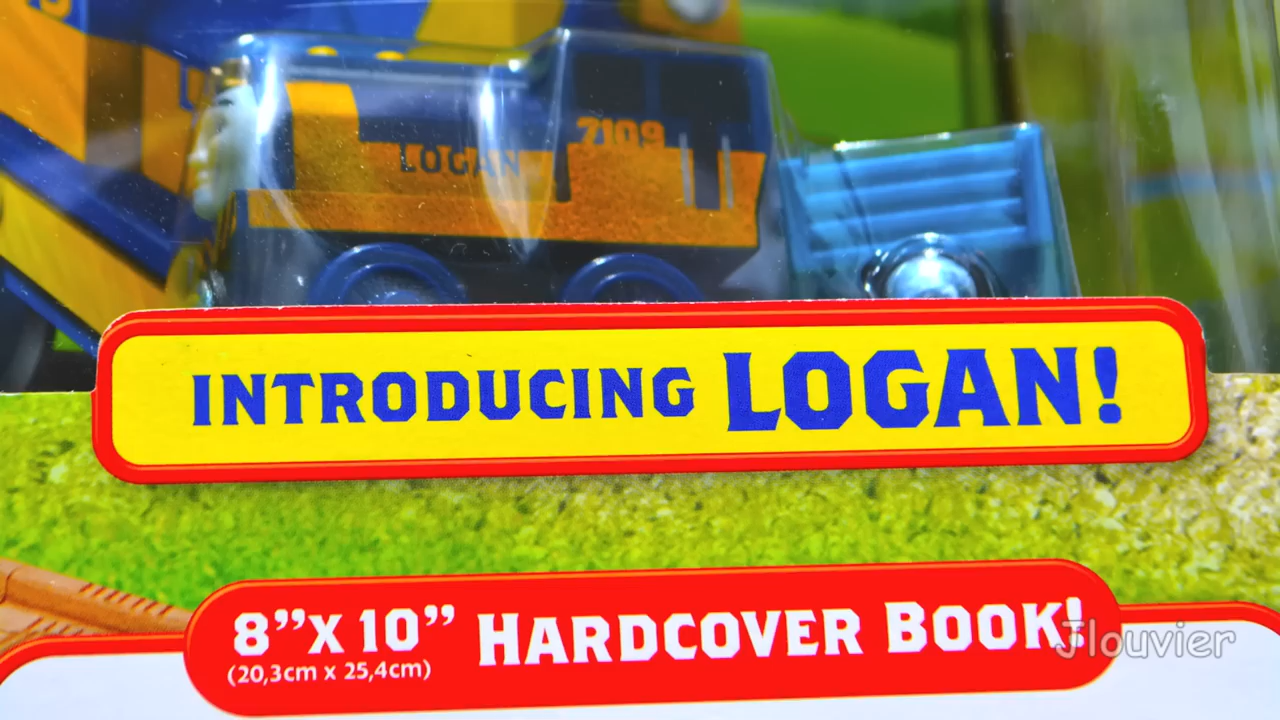 7109
LOGAN
INTRODUCING LOGAN!
8”X 10” HARDCOVER BOOK!
(20,3cm x 25,4cm)
Jlouvier